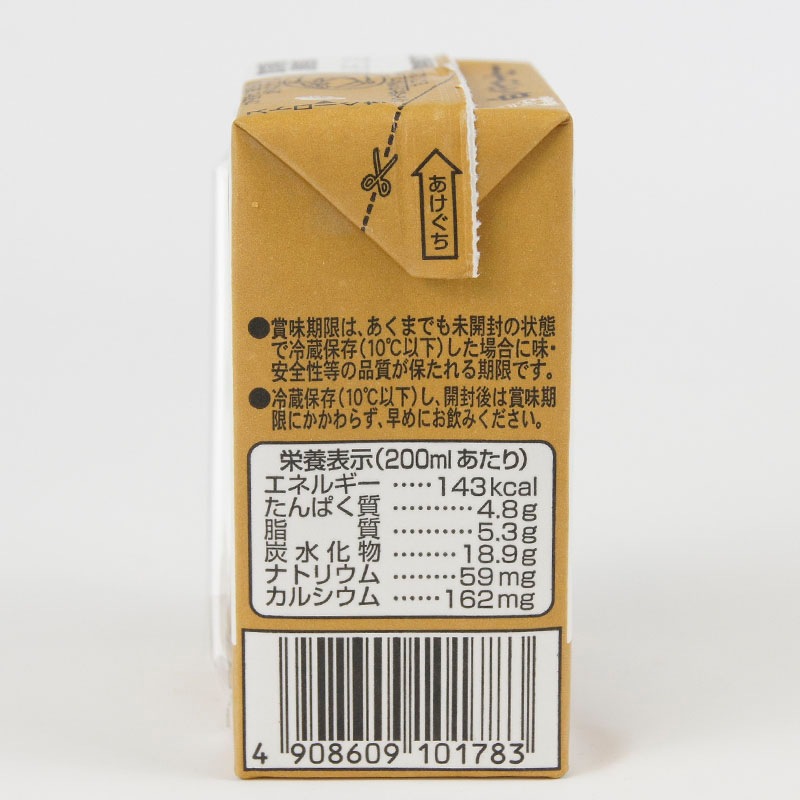 あけぐち
●賞味期限は、あくまでも未開封の状態
で冷蔵保存(10℃以下)した場合に味・
安全性等の品質が保たれる期限です。
●冷蔵保存(10℃以下)し、開封後は賞味期
限にかかわらず、早めにお飲みください。
栄養表示(200mlあたり)
エネルギー ····· 143kcal
たんぱく質 ·········· 4.8g
脂質 ·········· 5.3g
炭水化物 ········ 18.9g
ナトリウム ········ 59mg
カルシウム ······ 162mg
4 908609 101783